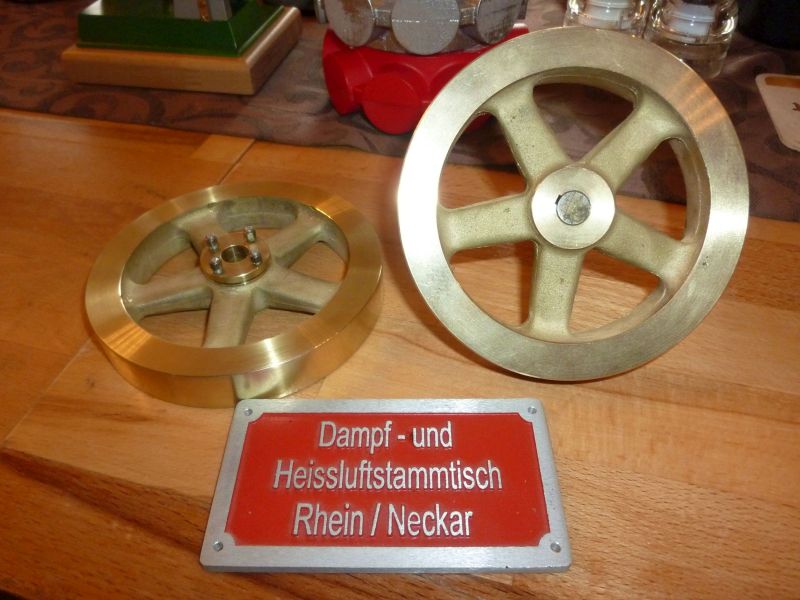 Dampf - und
Heissluftstammtisch
Rhein / Neckar